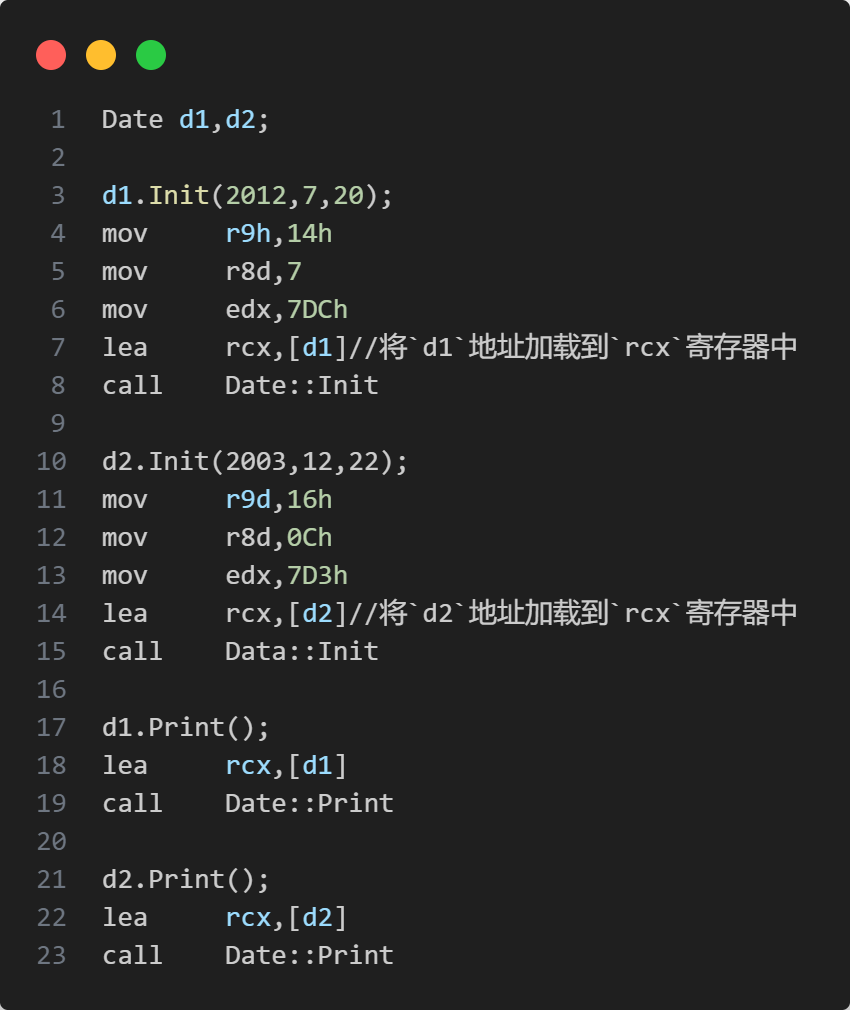 1 Date d1,d2;
2
3 d1.Init(2012,7,20);
4 mov     r9h,14h
5 mov     r8d,7
6 mov     edx,7DCh
7 lea     rcx,[d1]//将`d1`地址加载到`rcx`寄存器中
8 call    Date::Init
9
10 d2.Init(2003,12,22);
11 mov     r9d,16h
12 mov     r8d,0Ch
13 mov     edx,7D3h
14 lea     rcx,[d2]//将`d2`地址加载到`rcx`寄存器中
15 call    Data::Init
16
17 d1.Print();
18 lea     rcx,[d1]
19 call    Date::Print
20
21 d2.Print();
22 lea     rcx,[d2]
23 call    Date::Print